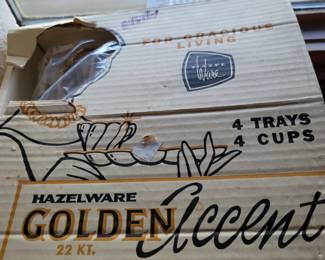 FOR GRACIOUS
LIVING
4 TRAYS
4 CUPS
HAZELWARE
GOLDEN Accent
22 KT.